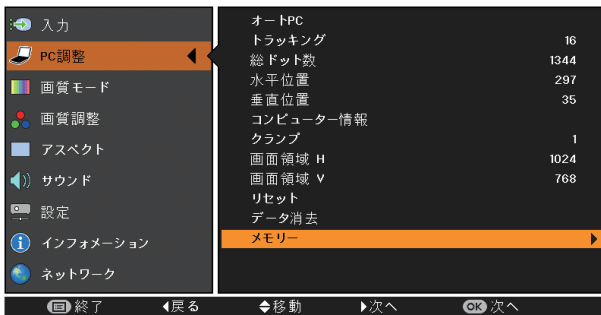 入力
PC調整
画質モード
画質調整
アスペクト
サウンド
設定
インフォメーション
ネットワーク
オートPC
トラッキング 16
総ドット数 1344
水平位置 297
垂直位置 35
コンピューター情報
クランプ 1
画面領域 H 1024
画面領域 V 768
リセット
データ消去
メモリー
終了 戻る 移動 次へ OK 次へ